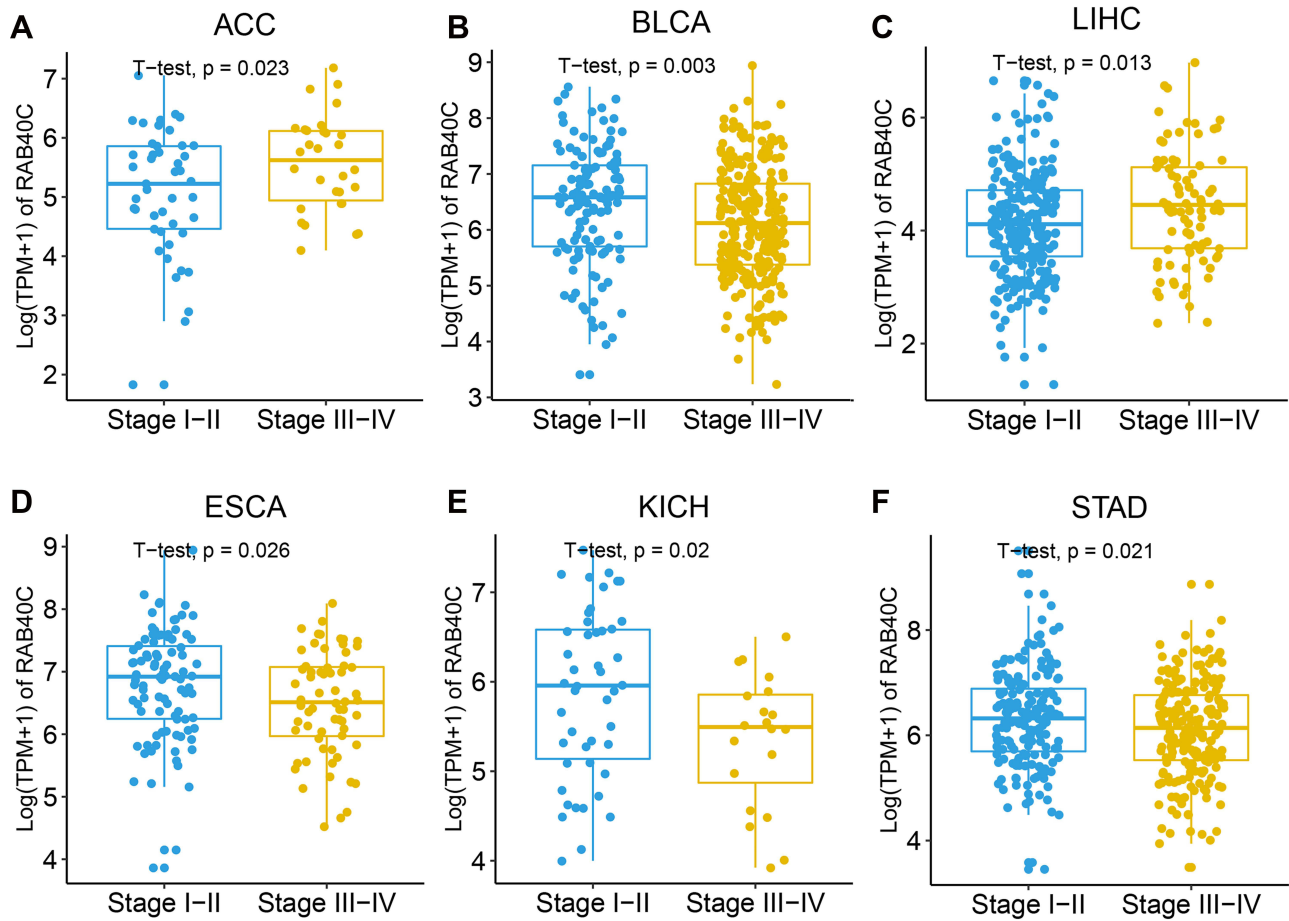 A
ACC
T-test, p = 0.023
Log(TPM+1) of RAB40C
7
6
5
4
3
2
Stage I-II Stage III-IV
B
BLCA
T-test, p = 0.003
Log(TPM+1) of RAB40C
9
8
7
6
5
4
3
Stage I-II Stage III-IV
C
LIHC
T-test, p = 0.013
Log(TPM+1) of RAB40C
6
4
2
Stage I-II Stage III-IV
D
ESCA
T-test, p = 0.026
Log(TPM+1) of RAB40C
9
8
7
6
5
4
Stage I-II Stage III-IV
E
KICH
T-test, p = 0.02
Log(TPM+1) of RAB40C
7
6
5
4
Stage I-II Stage III-IV
F
STAD
T-test, p = 0.021
Log(TPM+1) of RAB40C
8
6
4
Stage I-II Stage III-IV